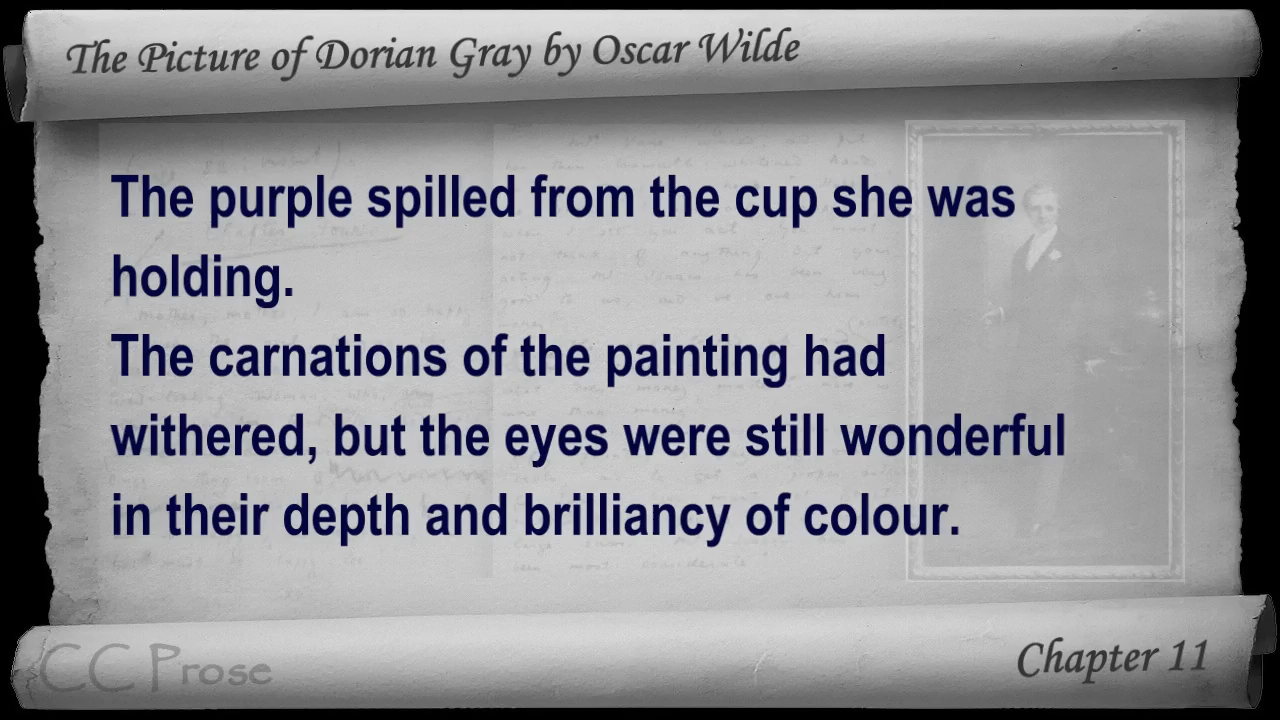 The Picture of Dorian Gray by Oscar Wilde
The purple spilled from the cup she was
holding.
The carnations of the painting had
withered, but the eyes were still wonderful
in their depth and brilliancy of colour.
CC Prose
Chapter 11